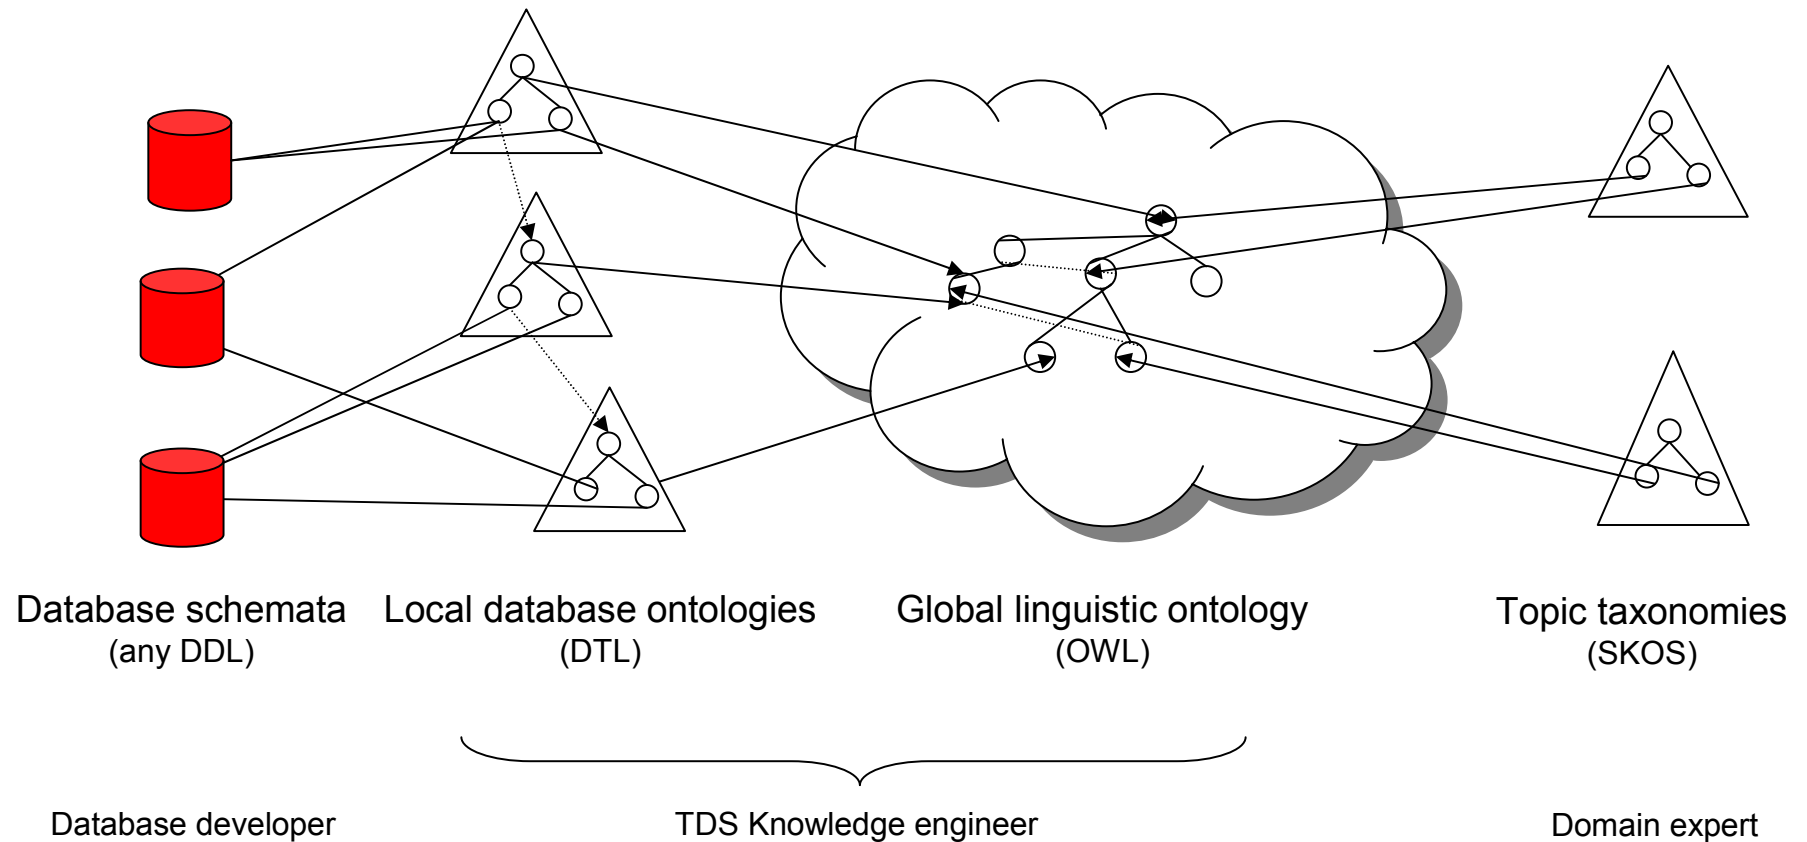 Database schemata
(any DDL)
Local database ontologies
(DTL)
Global linguistic ontology
(OWL)
Topic taxonomies
(SKOS)
Database developer
TDS Knowledge engineer
Domain expert